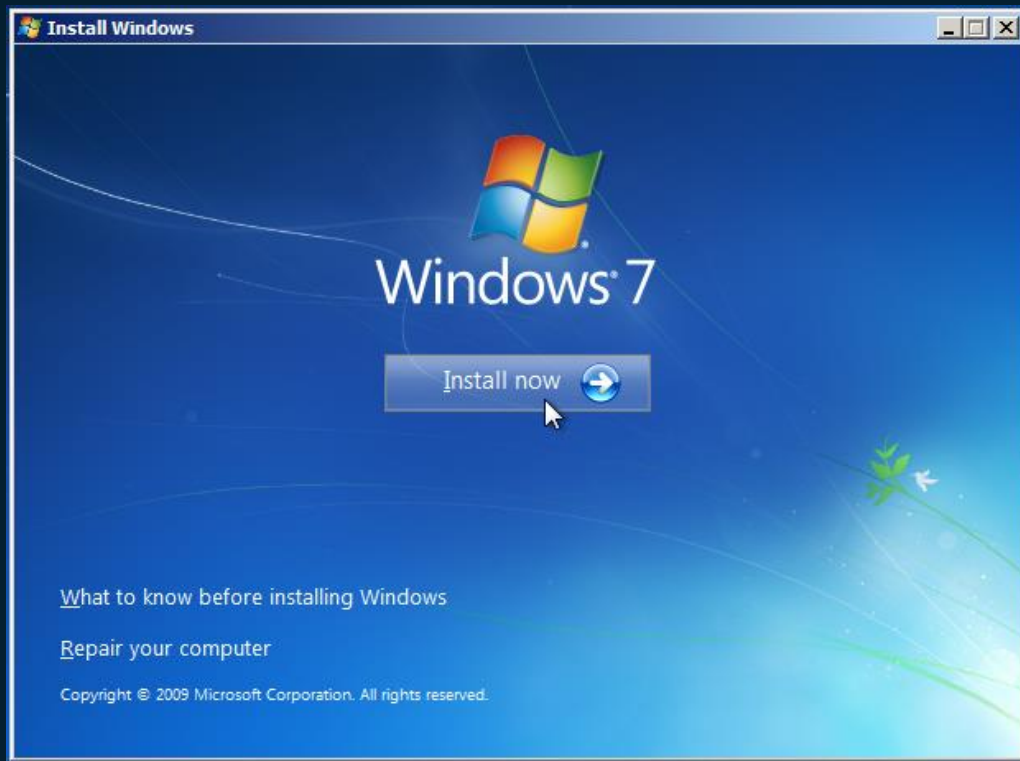 Install Windows
Windows® 7
Install now
What to know before installing Windows
Repair your computer
Copyright © 2009 Microsoft Corporation. All rights reserved.